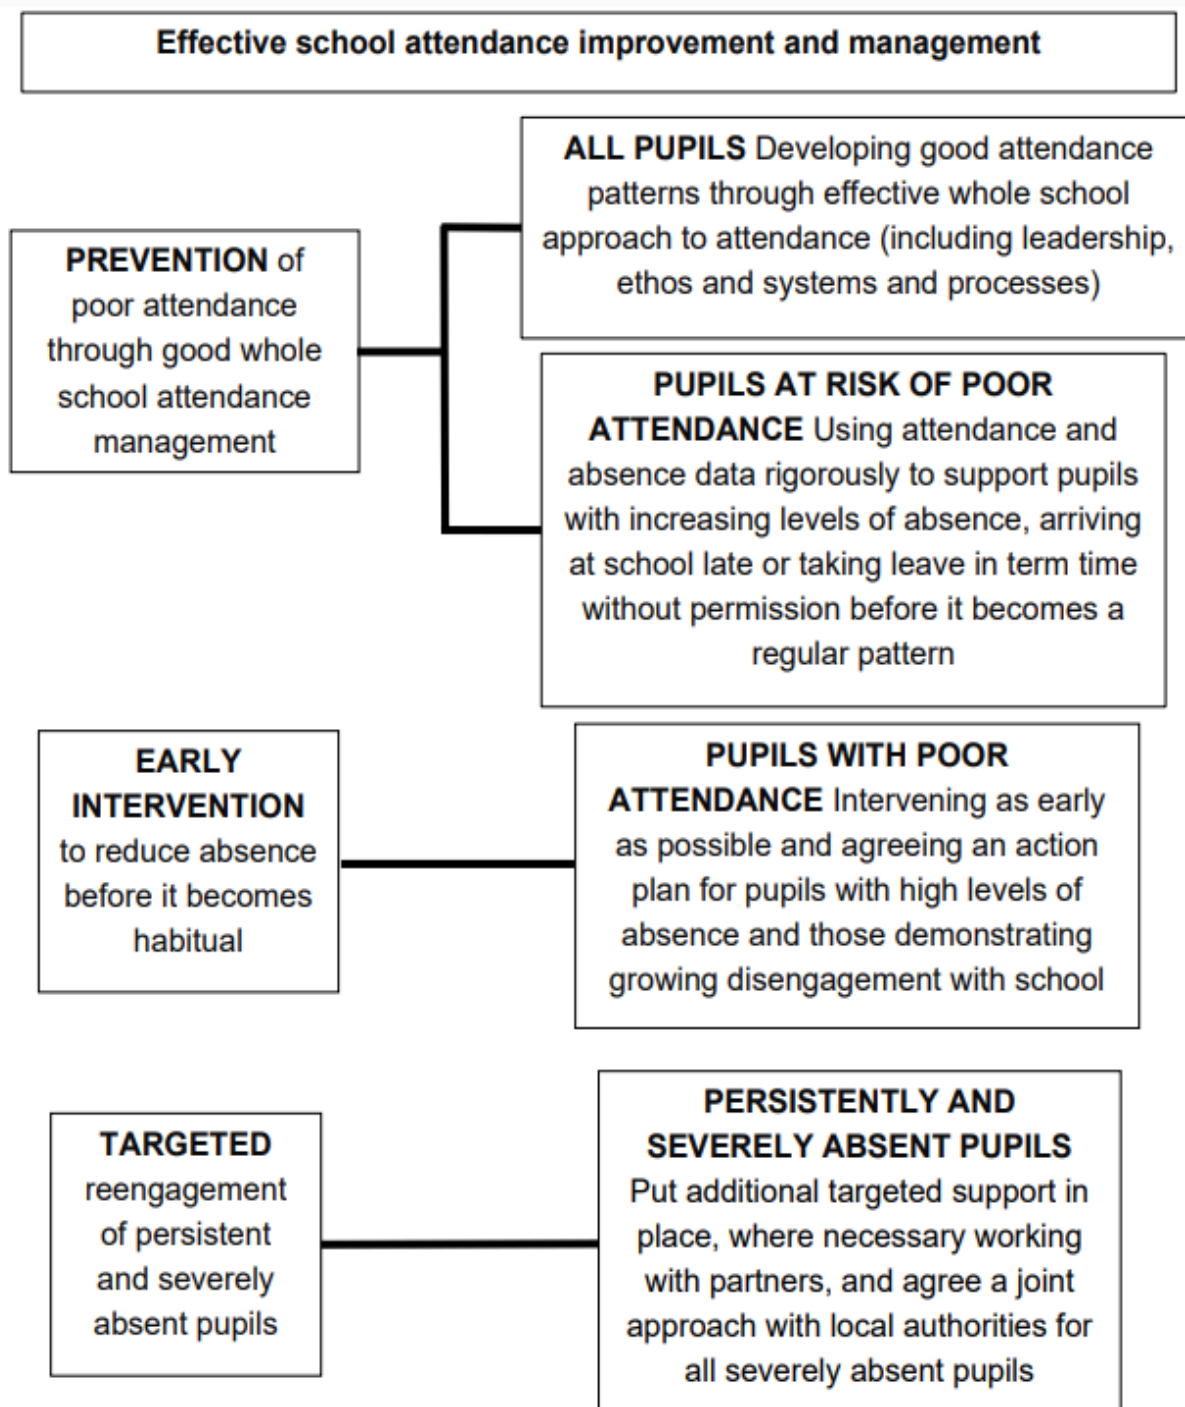 Effective school attendance improvement and management
ALL PUPILS Developing good attendance
patterns through effective whole school
approach to attendance (including leadership,
ethos and systems and processes)
PREVENTION of
poor attendance
through good whole
school attendance
management
PUPILS AT RISK OF POOR
ATTENDANCE Using attendance and
absence data rigorously to support pupils
with increasing levels of absence, arriving
at school late or taking leave in term time
without permission before it becomes a
regular pattern
EARLY
INTERVENTION
to reduce absence
before it becomes
habitual
PUPILS WITH POOR
ATTENDANCE Intervening as early
as possible and agreeing an action
plan for pupils with high levels of
absence and those demonstrating
growing disengagement with school
TARGETED
reengagement
of persistent
and severely
absent pupils
PERSISTENTLY AND
SEVERELY ABSENT PUPILS
Put additional targeted support in
place, where necessary working
with partners, and agree a joint
approach with local authorities for
all severely absent pupils